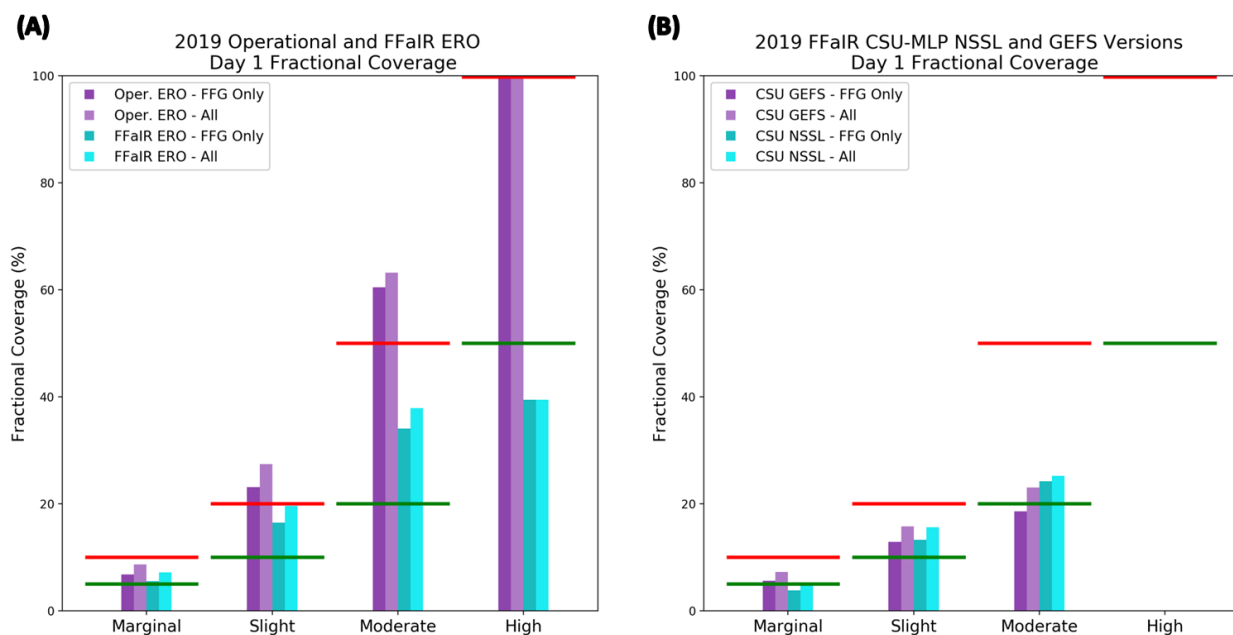 (A)
2019 Operational and FFaIR ERO
Day 1 Fractional Coverage
Fractional Coverage (%)
100
80
60
40
20
0
Oper. ERO - FFG Only
Oper. ERO - All
FFaIR ERO - FFG Only
FFaIR ERO - All
Marginal
Slight
Moderate
High
(B)
2019 FFaIR CSU-MLP NSSL and GEFS Versions
Day 1 Fractional Coverage
Fractional Coverage (%)
100
80
60
40
20
0
CSU GEFS - FFG Only
CSU GEFS - All
CSU NSSL - FFG Only
CSU NSSL - All
Marginal
Slight
Moderate
High